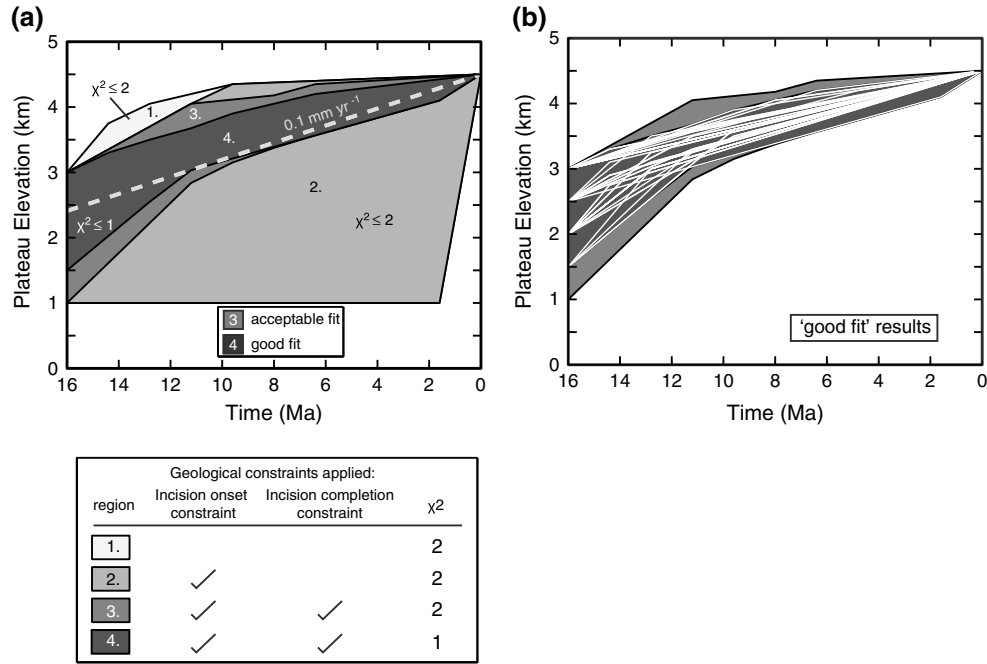 (a)
5
4
3
2
1
0
Plateau Elevation (km)
χ² ≤ 2
1.
3.
4.
0.1 mm yr⁻¹
2.
χ² ≤ 2
χ² ≤ 1
3 acceptable fit
4 good fit
16 14 12 10 8 6 4 2 0
Time (Ma)
(b)
5
4
3
2
1
0
Plateau Elevation (km)
'good fit' results
16 14 12 10 8 6 4 2 0
Time (Ma)
Geological constraints applied:
region Incision onset constraint Incision completion constraint χ2
1. 2
2. ✓ 2
3. ✓ ✓ 2
4. ✓ ✓ 1